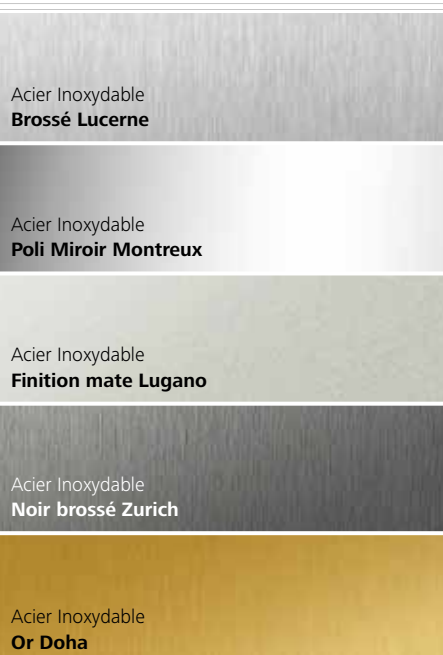 Acier Inoxydable
Brossé Lucerne
Acier Inoxydable
Poli Miroir Montreux
Acier Inoxydable
Finition mate Lugano
Acier Inoxydable
Noir brossé Zurich
Acier Inoxydable
Or Doha